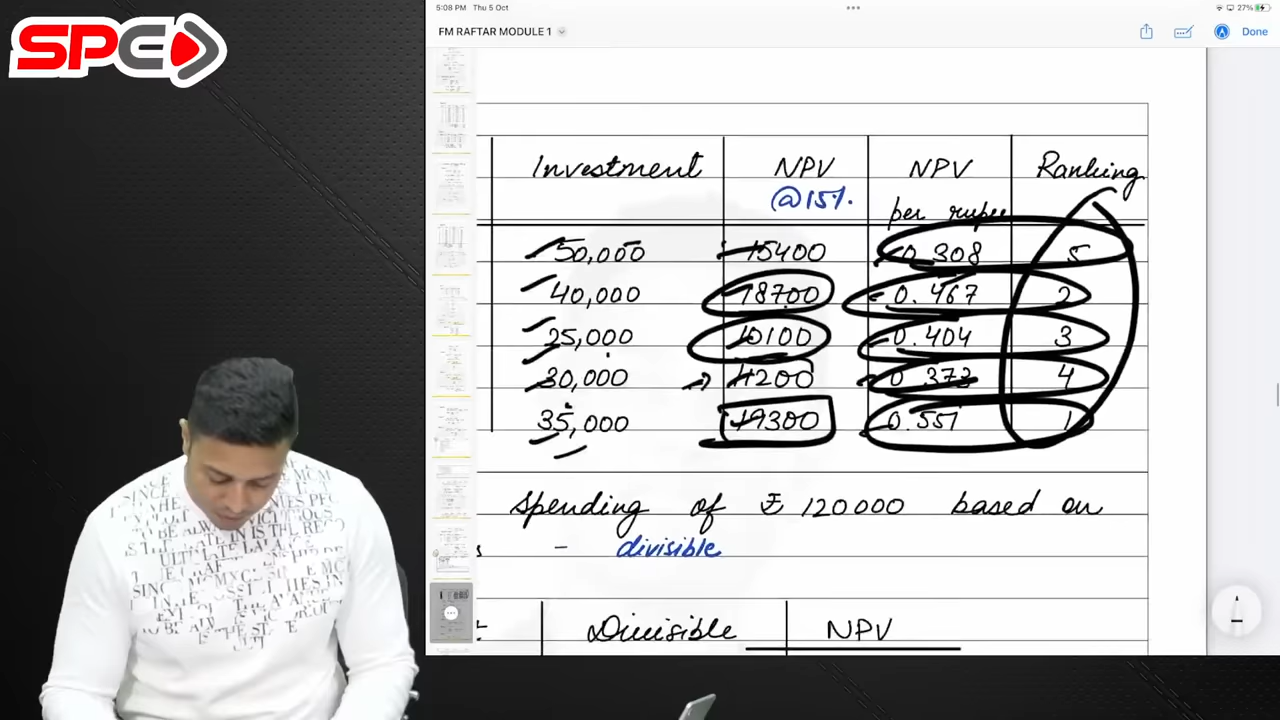 5:08 PM Thu 5 Oct
27%
SPC
FM RAFTAR MODULE 1
Done
Investment NPV NPV Ranking
@15%. per rupee
50,000 15400 0.308 5
40,000 18700 0.467 2
25,000 10100 0.404 3
30,000 11200 0.373 4
35,000 19300 0.551 1
Spending of ₹ 120000 based on
s - divisible
Divisible NPV